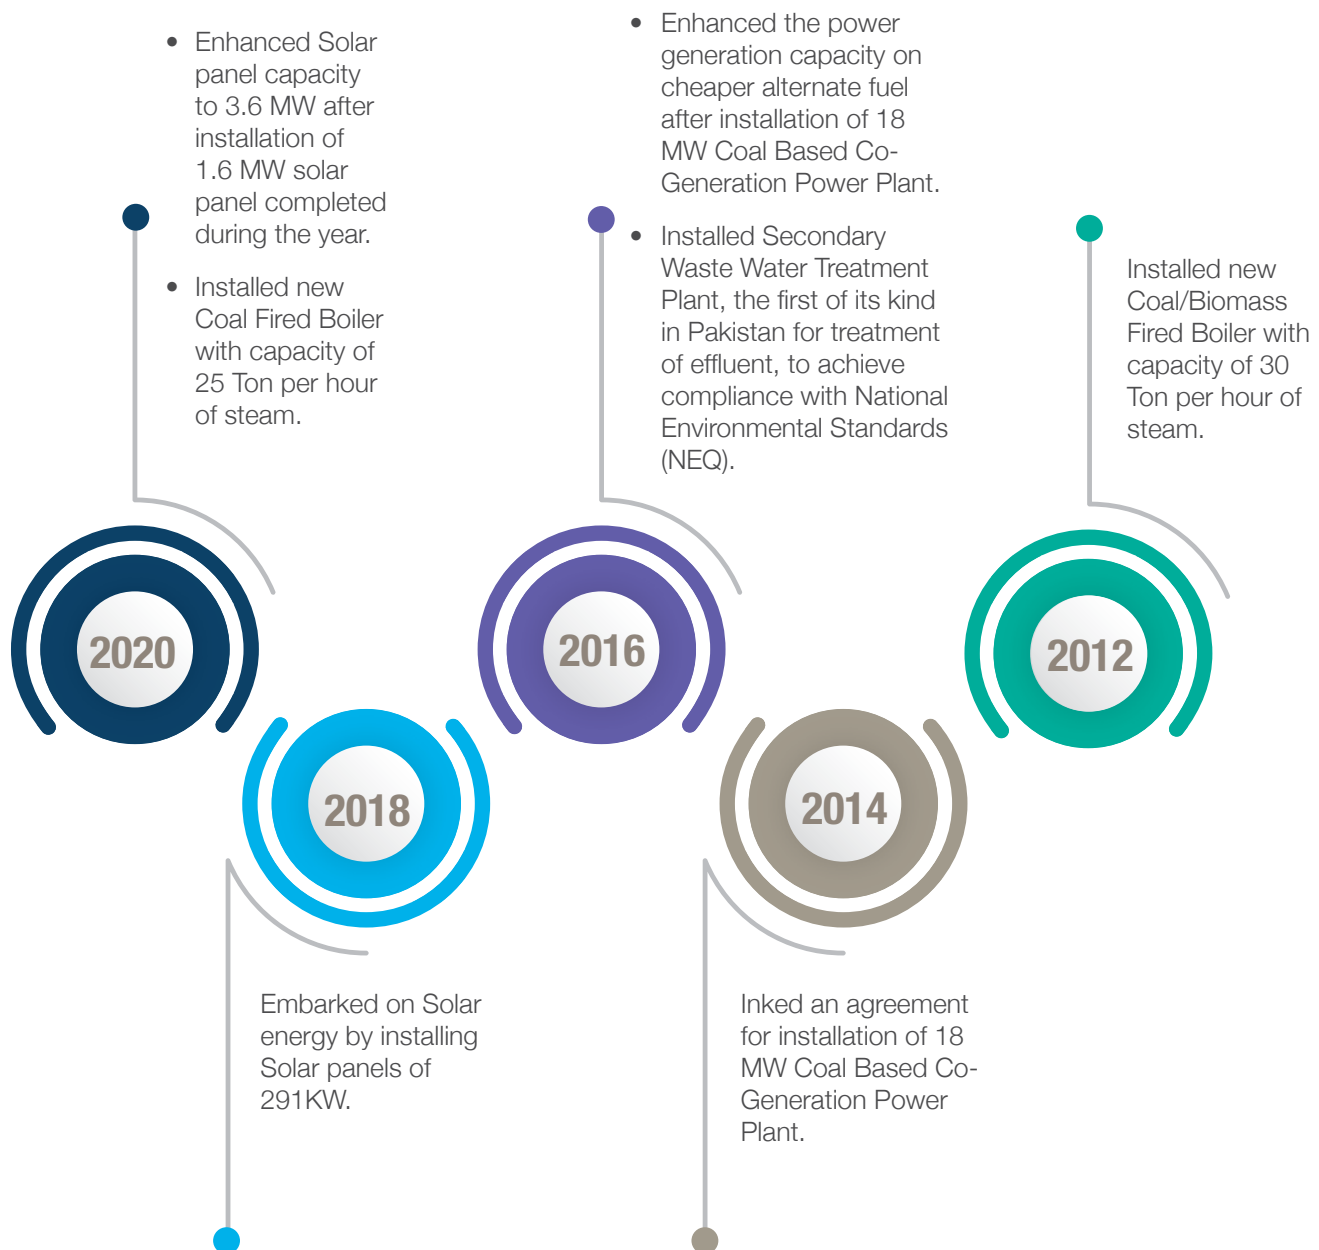 • Enhanced Solar
panel capacity
to 3.6 MW after
installation of
1.6 MW solar
panel completed
during the year.
• Installed new
Coal Fired Boiler
with capacity of
25 Ton per hour
of steam.
2020
Embarked on Solar
energy by installing
Solar panels of
291KW.
2018
• Enhanced the power
generation capacity on
cheaper alternate fuel
after installation of 18
MW Coal Based Co-
Generation Power Plant.
• Installed Secondary
Waste Water Treatment
Plant, the first of its kind
in Pakistan for treatment
of effluent, to achieve
compliance with National
Environmental Standards
(NEQ).
2016
2014
Inked an agreement
for installation of 18
MW Coal Based Co-
Generation Power
Plant.
Installed new
Coal/Biomass
Fired Boiler with
capacity of 30
Ton per hour of
steam.
2012